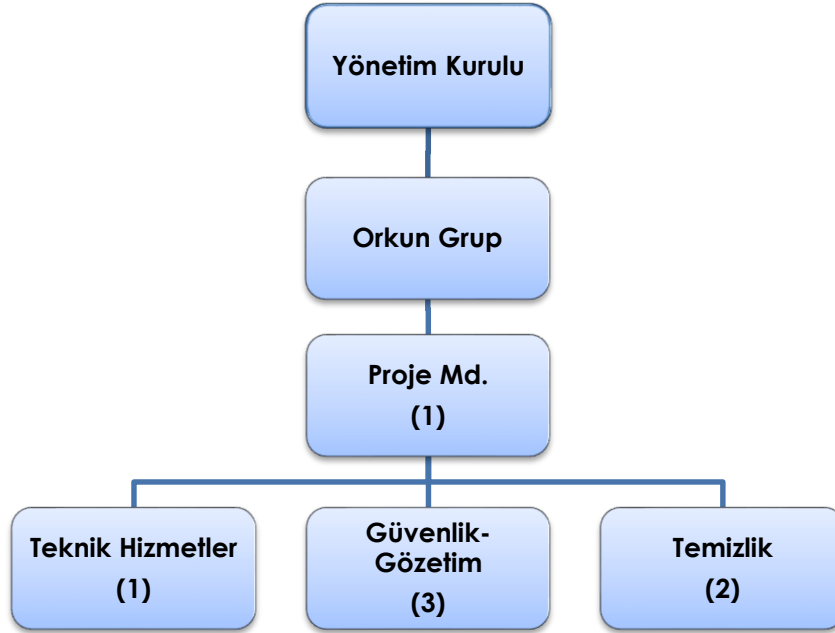 Yönetim Kurulu
Orkun Grup
Proje Md.
(1)
Teknik Hizmetler
(1)
Güvenlik-
Gözetim
(3)
Temizlik
(2)